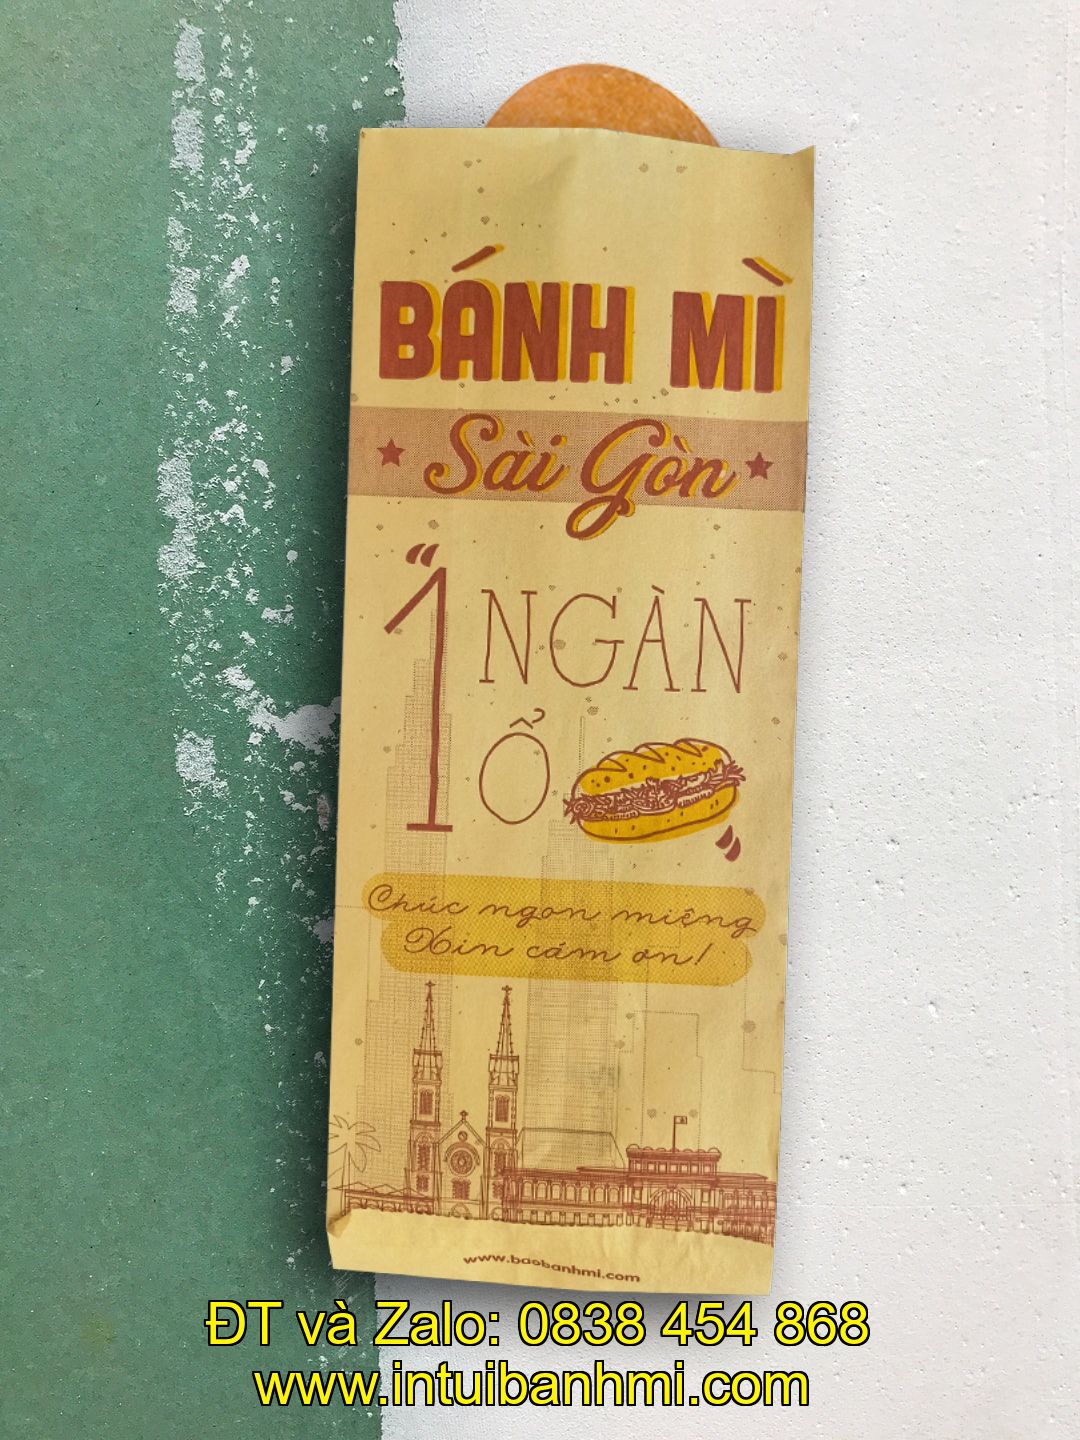 BÁNH MÌ
Sài Gòn
"1 NGÀN
Ổ"
Chúc ngon miệng
Xin cám ơn!
www.baobanhmi.com
ĐT và Zalo: 0838 454 868
www.intuibanhmi.com